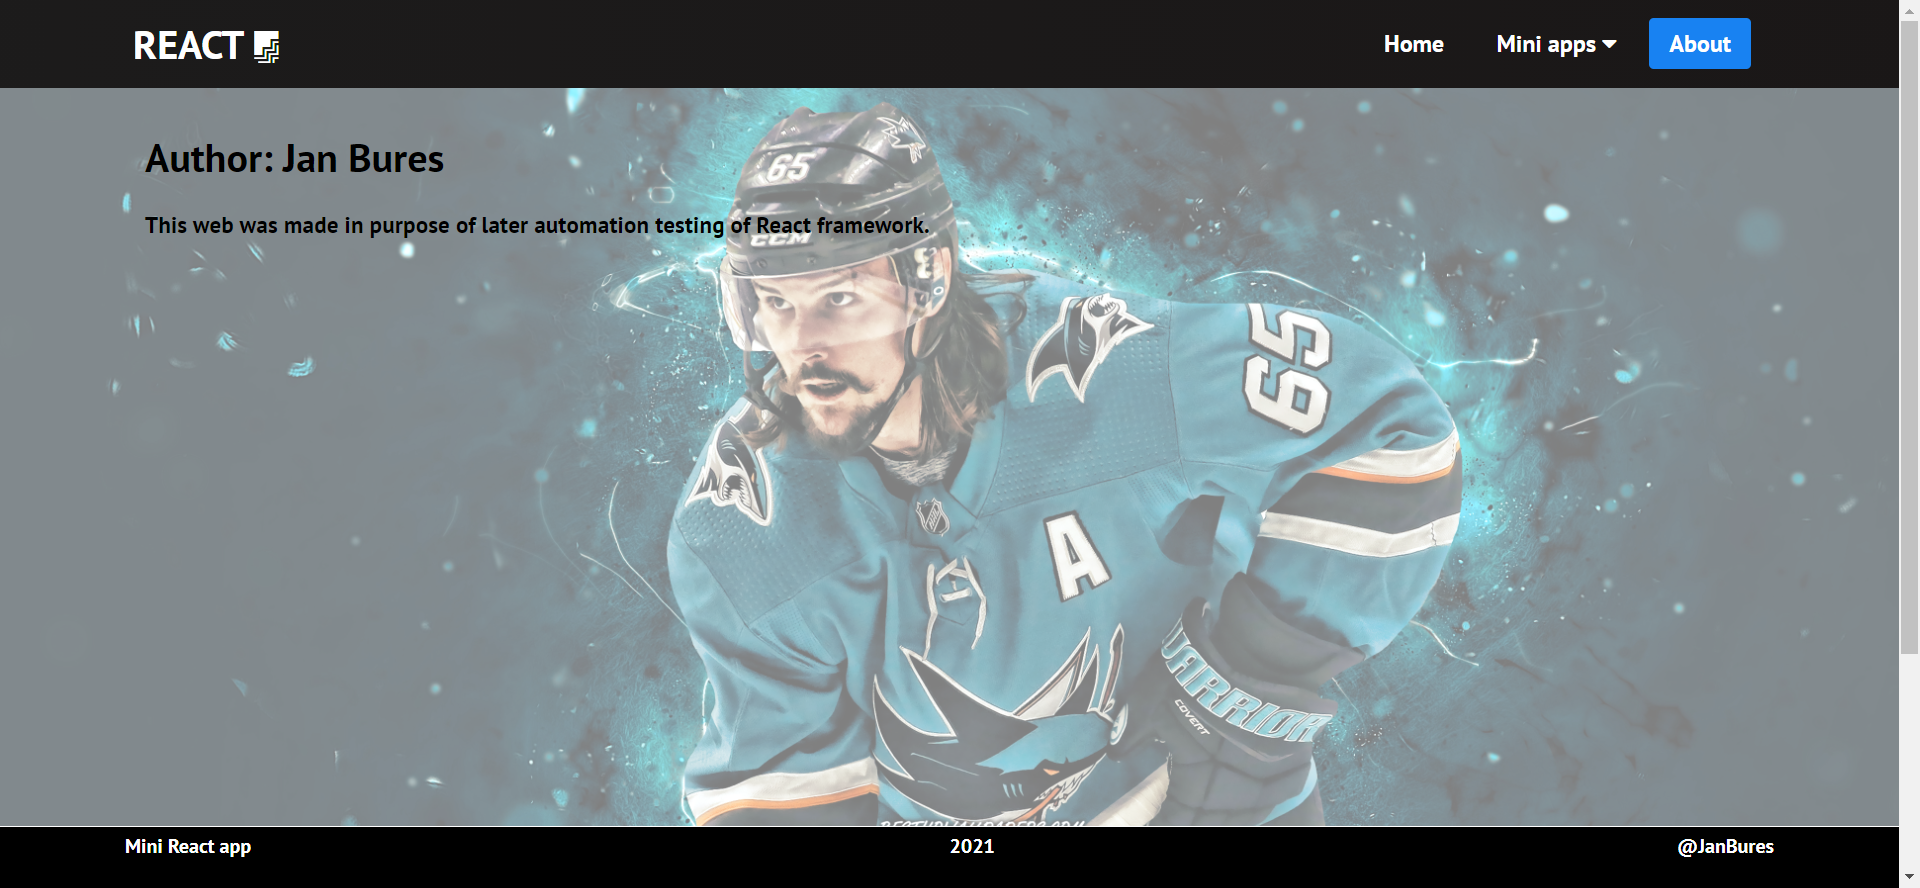 REACT
Home
Mini apps
About
Author: Jan Bures
This web was made in purpose of later automation testing of React framework.
65
CCM
65
A
WARRIOR
COVERT
Mini React app
2021
@JanBures